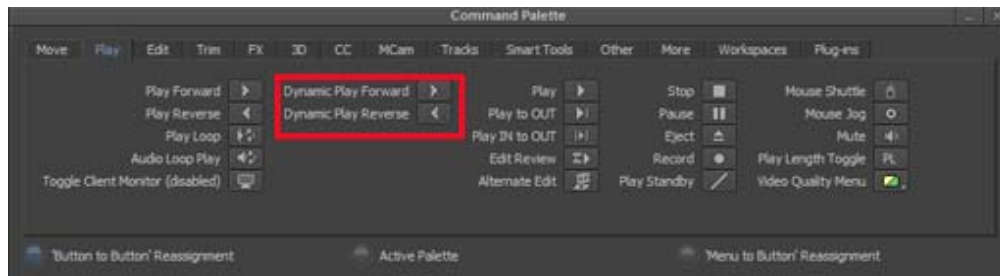 Command Palette
Move Play Edit Trim FX 3D CC MCam Tracks Smart Tools Other More Workspaces Plug-ins
Play Forward Dynamic Play Forward Play Stop Mouse Shuttle
Play Reverse Dynamic Play Reverse Play to OUT Pause Mouse Jog
Play Loop Play IN to OUT Eject Mute
Audio Loop Play Edit Review Record Play Length Toggle PL
Toggle Client Monitor (disabled) Alternate Edit Play Standby Video Quality Menu
'Button to Button' Reassignment Active Palette 'Menu to Button' Reassignment